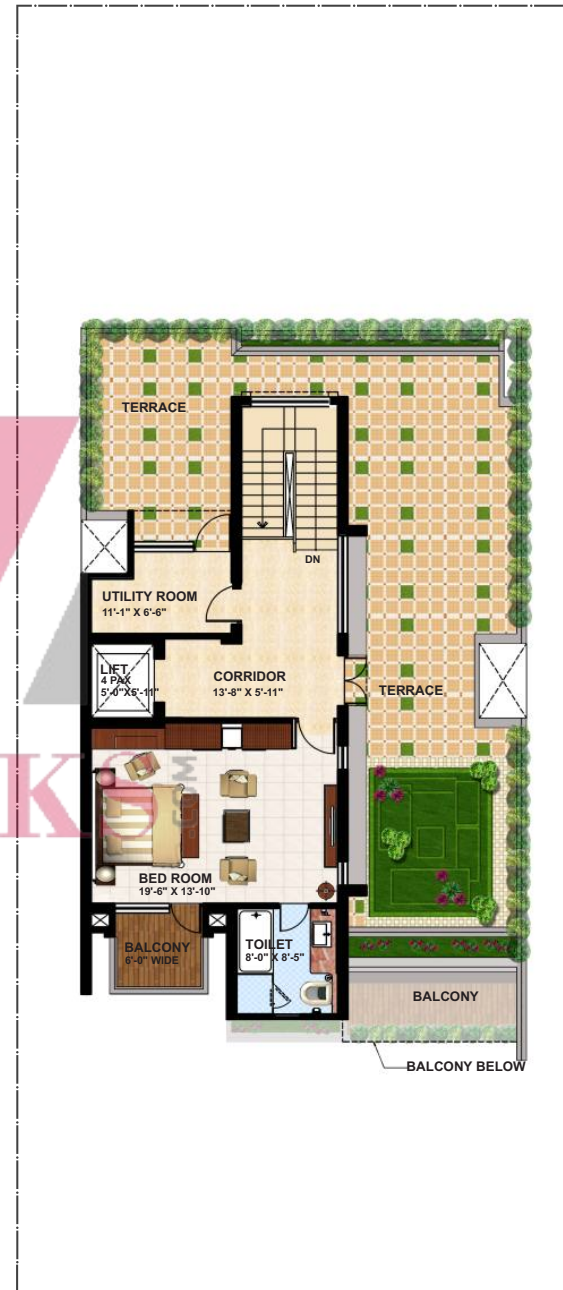 TERRACE
DN
UTILITY ROOM
11'-1" X 6'-6"
LIFT
4 PAX
5'-0"X5'-11"
CORRIDOR
13'-8" X 5'-11"
TERRACE
KS
.COM
BED ROOM
19'-6" X 13'-10"
BALCONY
6'-0" WIDE
TOILET
8'-0" X 8'-5"
BALCONY
BALCONY BELOW